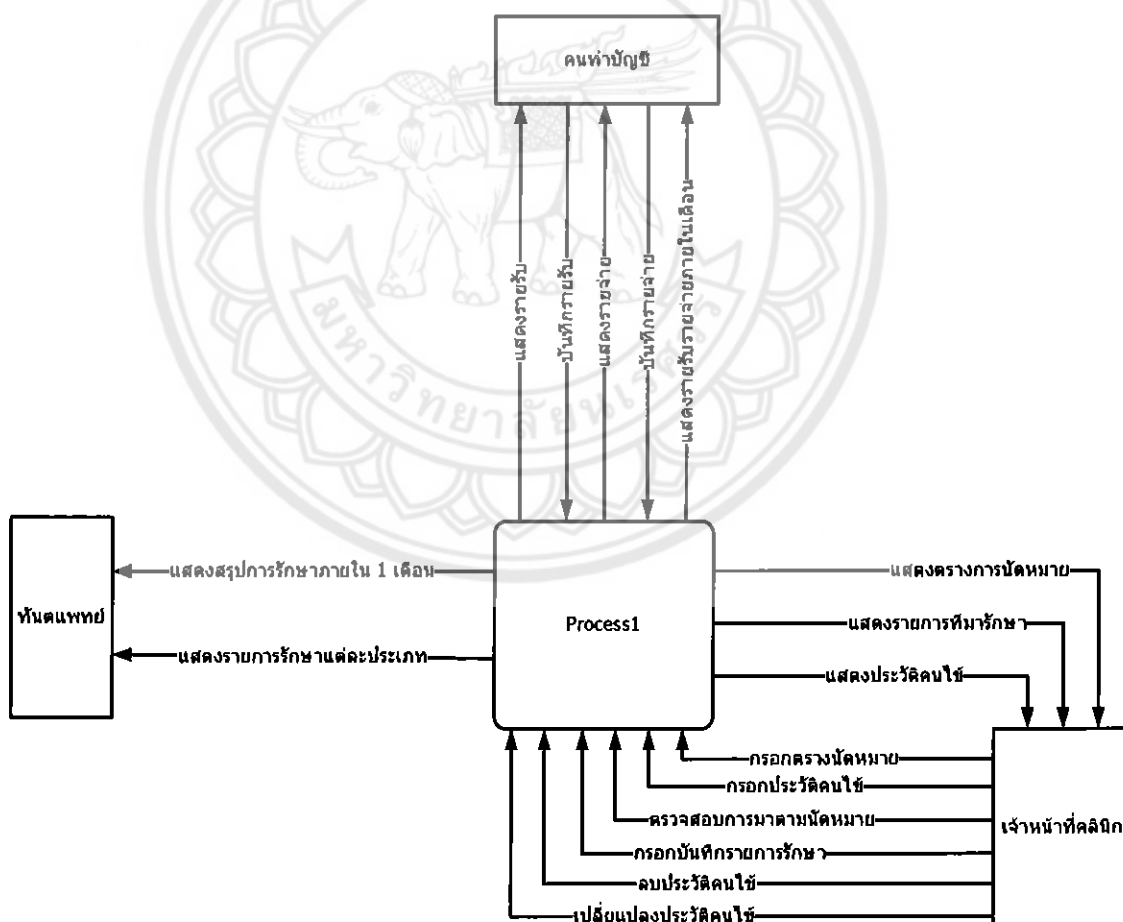 คนทำบัญชี
แสดงรายรับ
บันทึกรายรับ
แสดงรายจ่าย
บันทึกรายจ่าย
แสดงรายรับรายจ่ายภายในเดือน
มหาวิทยาลัยนเรศวร
ทันตแพทย์
แสดงสรุปการรักษาภายใน 1 เดือน
แสดงรายการรักษาแต่ละประเภท
Process1
แสดงตรางการนัดหมาย
แสดงรายการที่มารักษา
แสดงประวัติคนไข้
กรอกตรางนัดหมาย
กรอกประวัติคนไข้
ตรวจสอบการมาตามนัดหมาย
กรอกบันทึกรายการรักษา
ลบประวัติคนไข้
เปลี่ยแปลงประวัติคนไข้
เจ้าหน้าที่คลินิก